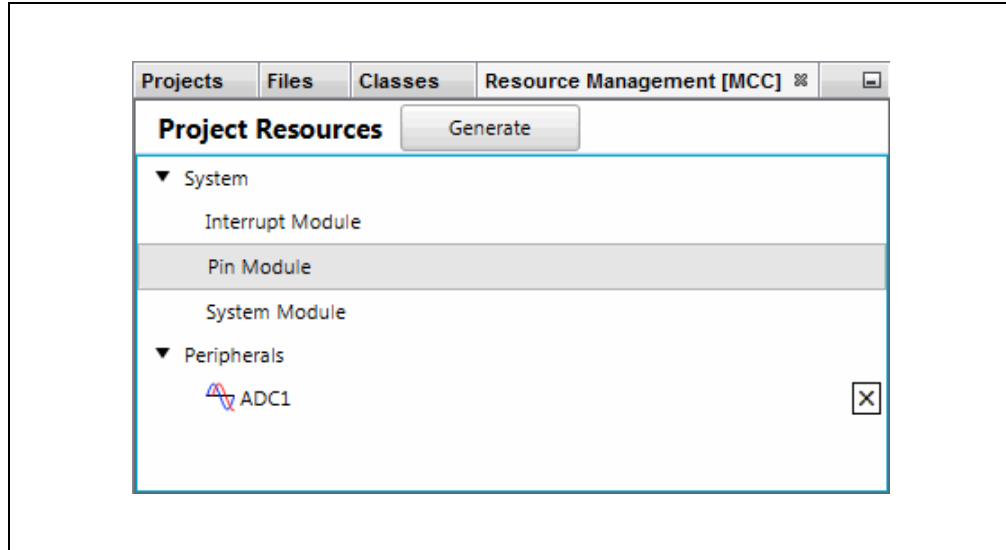 Projects Files Classes Resource Management [MCC]
Project Resources Generate
System
Interrupt Module
Pin Module
System Module
Peripherals
ADC1